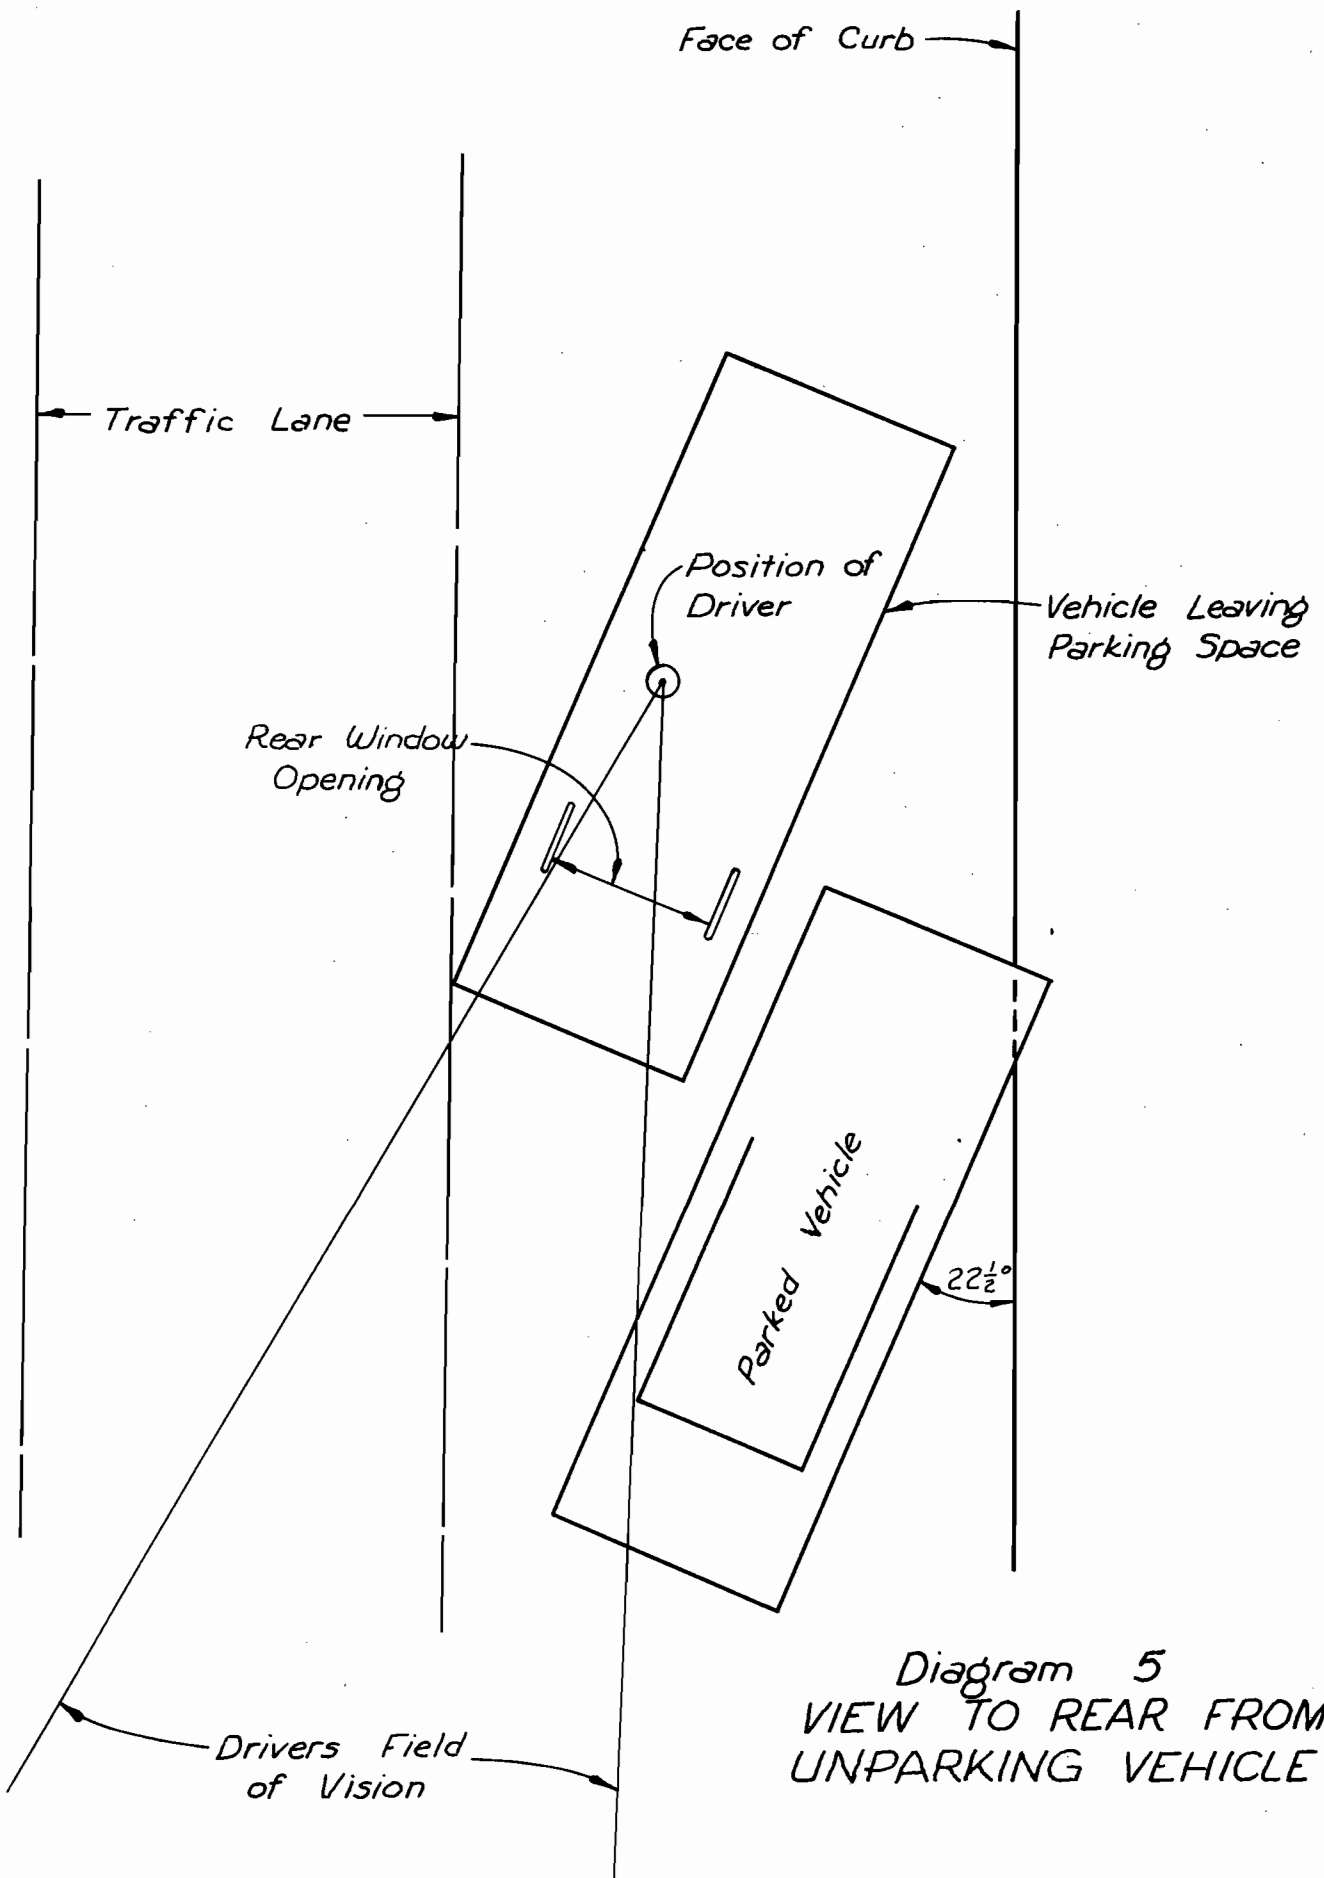 Face of Curb
Traffic Lane
Position of
Driver
Vehicle Leaving
Parking Space
Rear Window
Opening
Parked Vehicle
22½°
Drivers Field
of Vision
Diagram 5
VIEW TO REAR FROM
UNPARKING VEHICLE